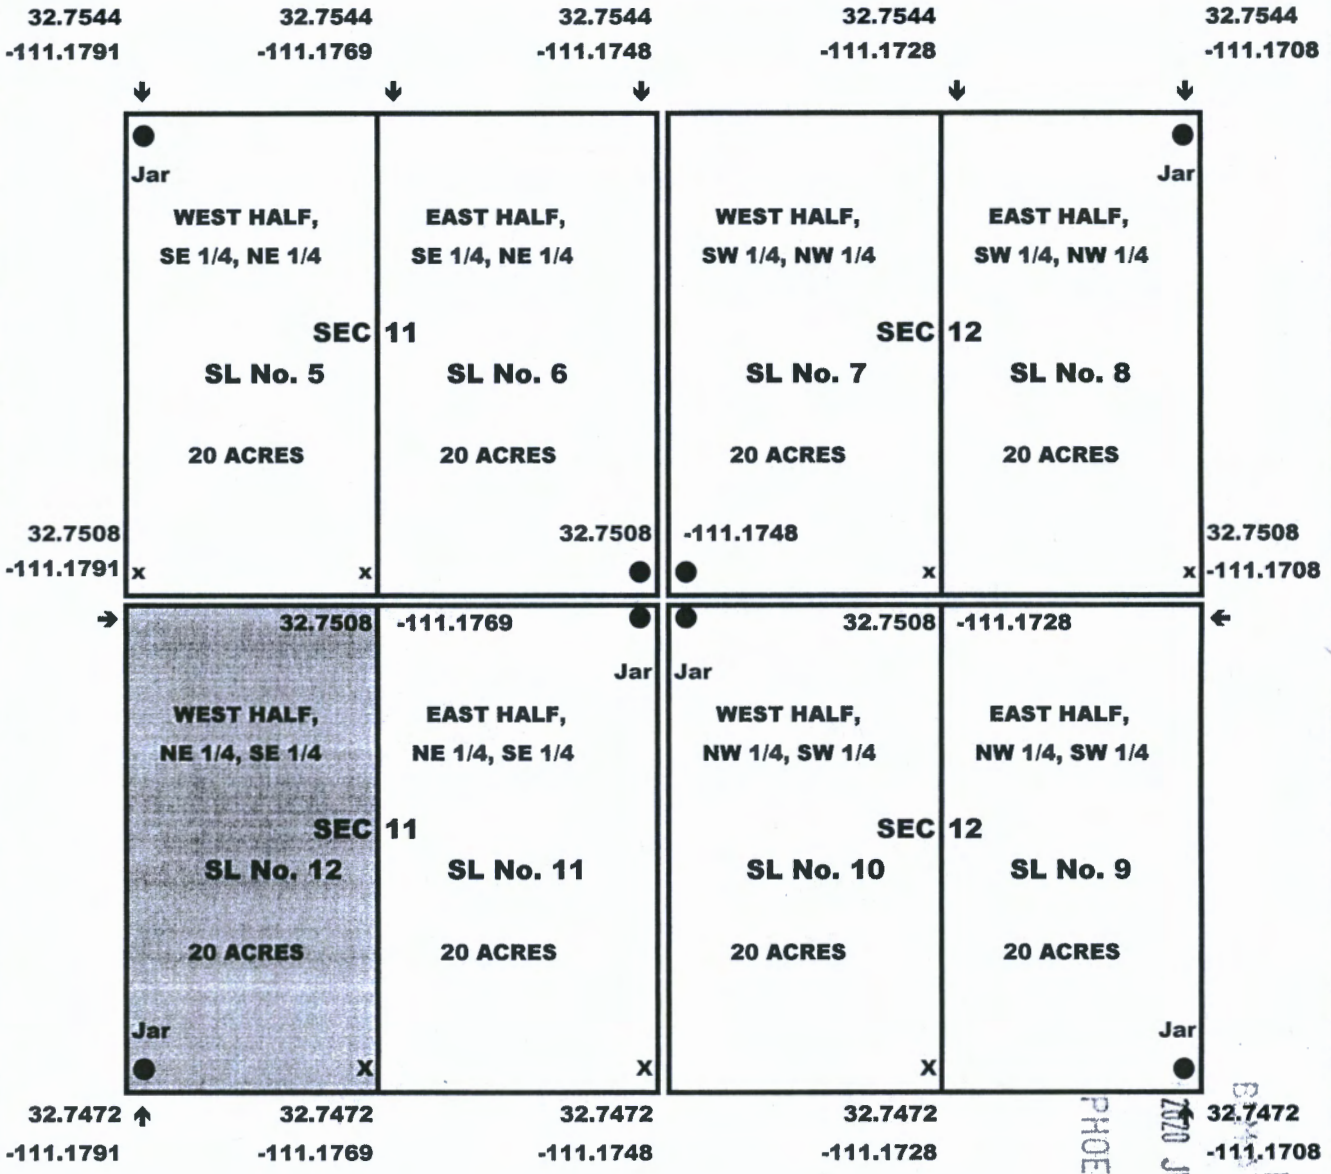 32.7544 32.7544 32.7544 32.7544 32.7544
-111.1791 -111.1769 -111.1748 -111.1728 -111.1708
Jar Jar
WEST HALF, EAST HALF, WEST HALF, EAST HALF,
SE 1/4, NE 1/4 SE 1/4, NE 1/4 SW 1/4, NW 1/4 SW 1/4, NW 1/4
SEC 11 SEC 12
SL No. 5 SL No. 6 SL No. 7 SL No. 8
20 ACRES 20 ACRES 20 ACRES 20 ACRES
32.7508 32.7508 -111.1748 32.7508
-111.1791 x x x x -111.1708
32.7508 -111.1769 32.7508 -111.1728
Jar Jar
WEST HALF, EAST HALF, WEST HALF, EAST HALF,
NE 1/4, SE 1/4 NE 1/4, SE 1/4 NW 1/4, SW 1/4 NW 1/4, SW 1/4
SEC 11 SEC 12
SL No. 12 SL No. 11 SL No. 10 SL No. 9
20 ACRES 20 ACRES 20 ACRES 20 ACRES
Jar Jar
x x x
32.7472 32.7472 32.7472 32.7472 32.7472
-111.1791 -111.1769 -111.1748 -111.1728 -111.1708
2020
PHOE